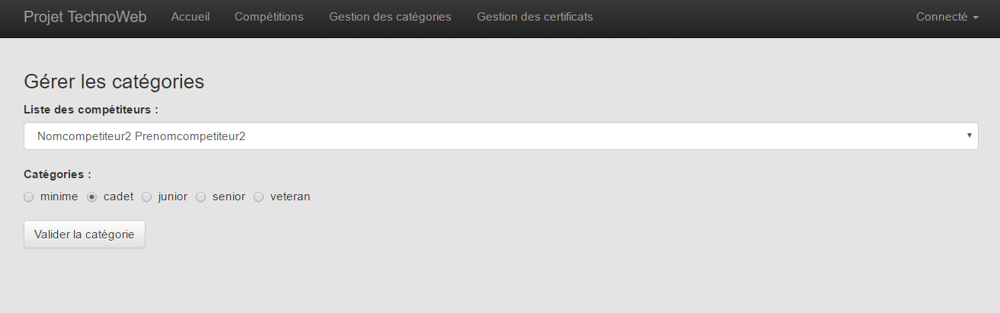 Projet TechnoWeb Accueil Compétitions Gestion des catégories Gestion des certificats Connecté
Gérer les catégories
Liste des compétiteurs :
Nomcompetiteur2 Prenomcompetiteur2
Catégories :
minime cadet junior senior veteran
Valider la catégorie